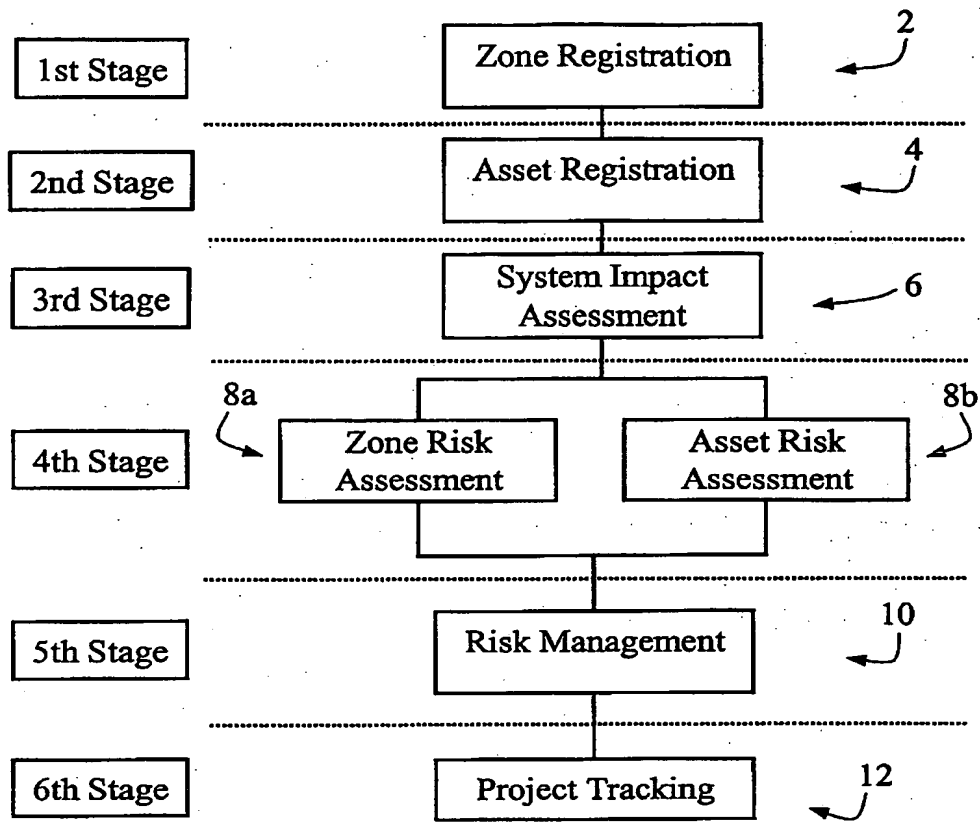 2
1st Stage
Zone Registration
4
2nd Stage
Asset Registration
3rd Stage
System Impact
Assessment
6
8a
8b
4th Stage
Zone Risk
Assessment
Asset Risk
Assessment
10
5th Stage
Risk Management
6th Stage
Project Tracking
12